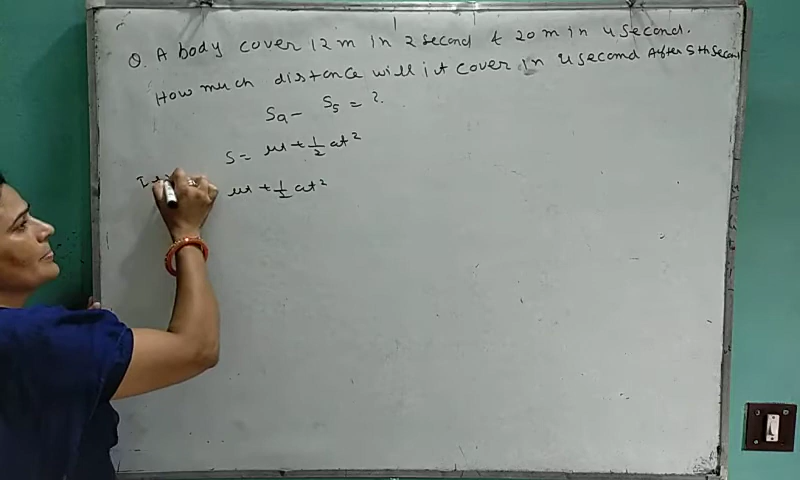 Q. A body cover 12 m in 2 second & 20 m in 4 second.
How much distance will it cover in 4 second After 5th second
S9 - S5 = ?
S = ut + 1/2 at²
ut + 1/2 at²